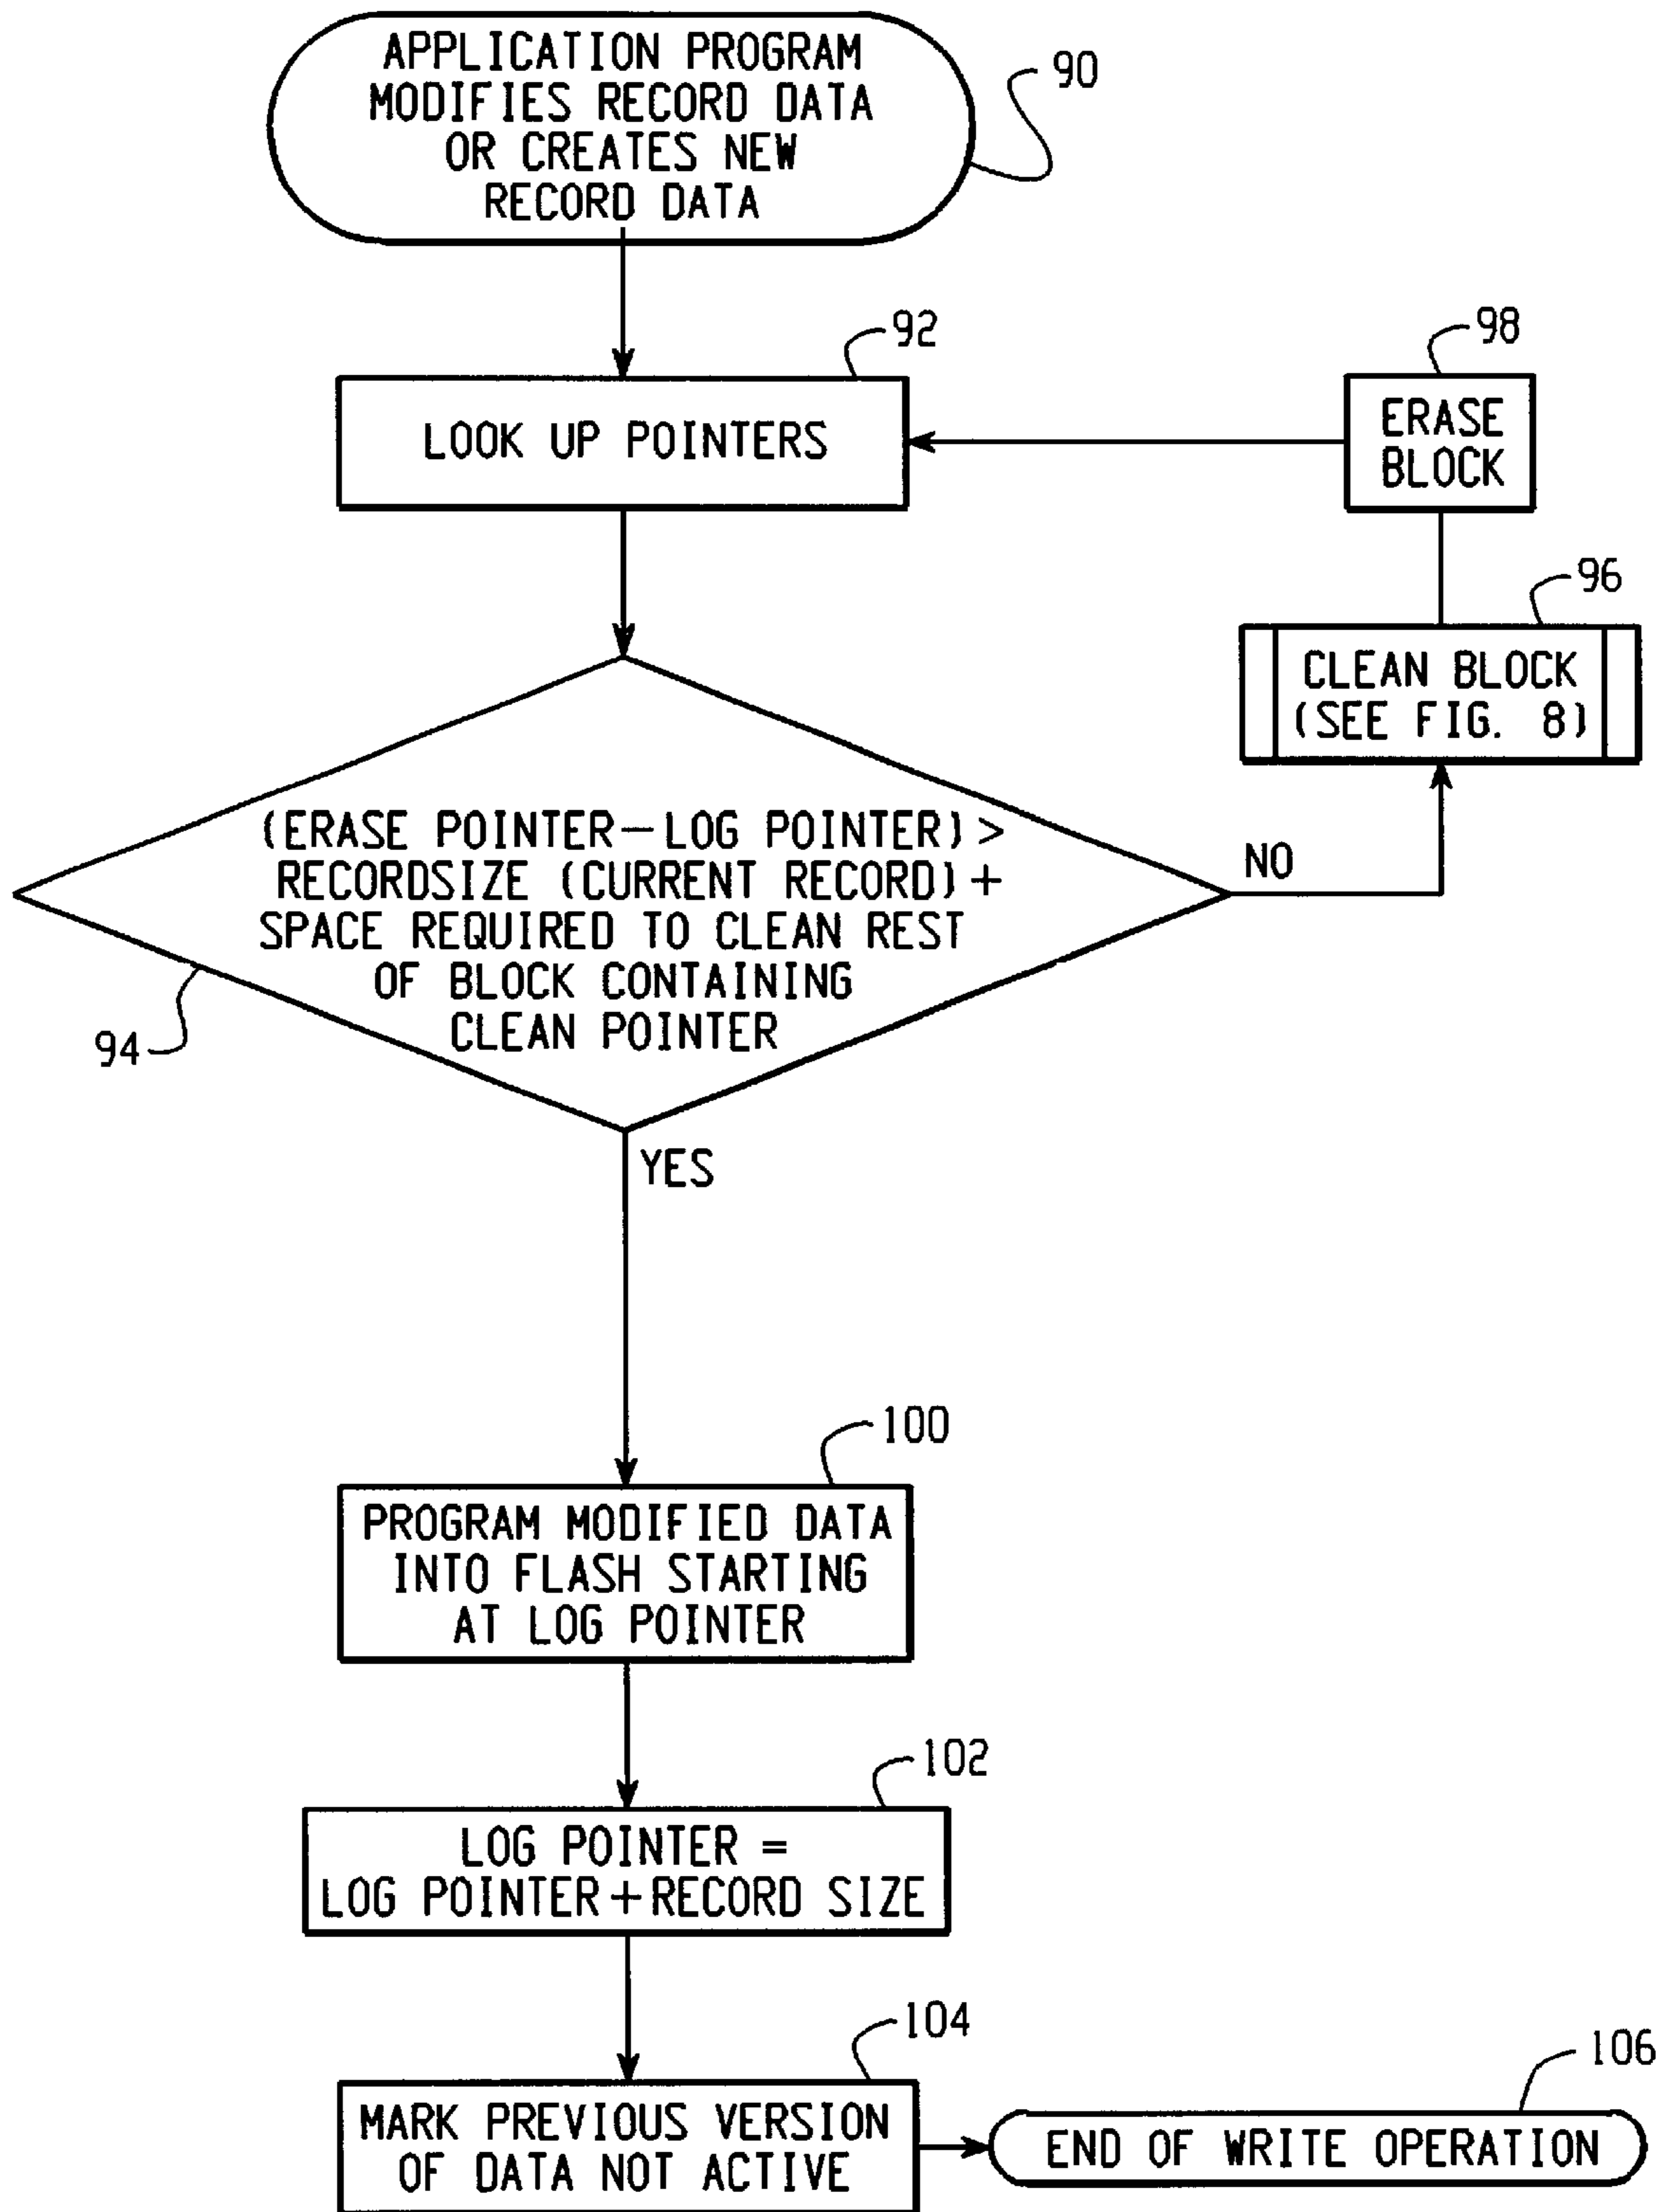 APPLICATION PROGRAM
MODIFIES RECORD DATA
OR CREATES NEW
RECORD DATA
90
92
LOOK UP POINTERS
98
ERASE
BLOCK
96
CLEAN BLOCK
(SEE FIG. 8)
(ERASE POINTER-LOG POINTER) >
RECORDSIZE (CURRENT RECORD) +
SPACE REQUIRED TO CLEAN REST
OF BLOCK CONTAINING
CLEAN POINTER
NO
94
YES
100
PROGRAM MODIFIED DATA
INTO FLASH STARTING
AT LOG POINTER
102
LOG POINTER =
LOG POINTER+RECORD SIZE
104
MARK PREVIOUS VERSION
OF DATA NOT ACTIVE
106
END OF WRITE OPERATION